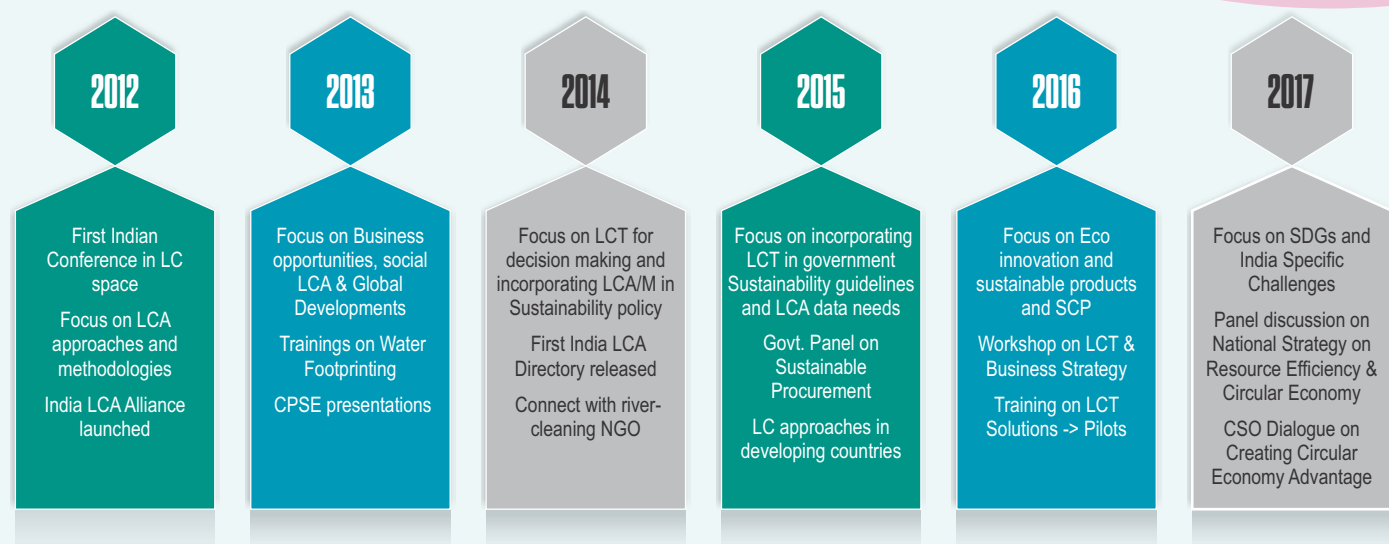 2012
First Indian
Conference in LC
space
Focus on LCA
approaches and
methodologies
India LCA Alliance
launched
2013
Focus on Business
opportunities, social
LCA & Global
Developments
Trainings on Water
Footprinting
CPSE presentations
2014
Focus on LCT for
decision making and
incorporating LCA/M in
Sustainability policy
First India LCA
Directory released
Connect with river-
cleaning NGO
2015
Focus on incorporating
LCT in government
Sustainability guidelines
and LCA data needs
Govt. Panel on
Sustainable
Procurement
LC approaches in
developing countries
2016
Focus on Eco
innovation and
sustainable products
and SCP
Workshop on LCT &
Business Strategy
Training on LCT
Solutions -> Pilots
2017
Focus on SDGs and
India Specific
Challenges
Panel discussion on
National Strategy on
Resource Efficiency &
Circular Economy
CSO Dialogue on
Creating Circular
Economy Advantage